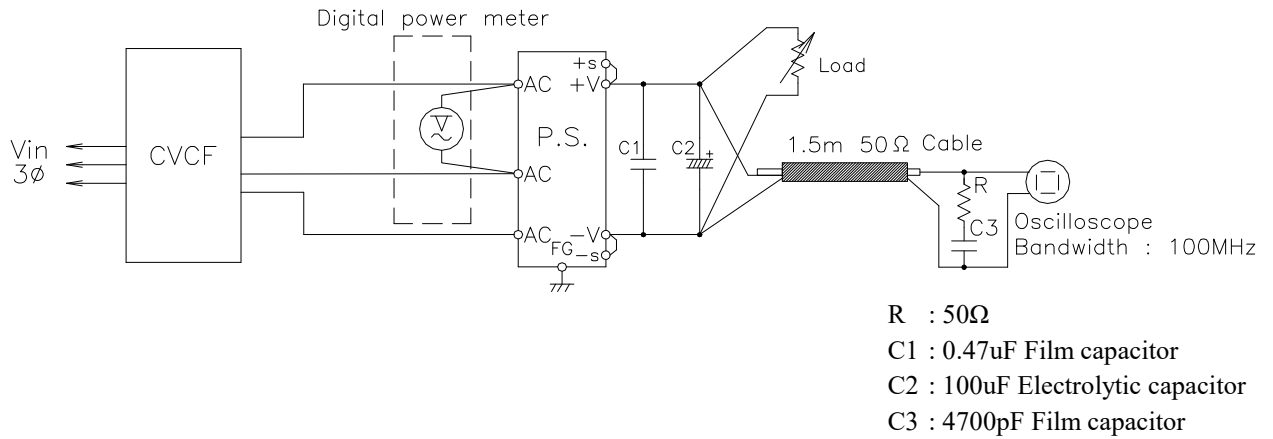 Digital power meter
Vin
3ø
CVCF
V
AC
AC
AC
P.S.
+s
+V
-V
FG
-s
C1
C2
+
Load
1.5m 50Ω Cable
R
C3
Oscilloscope
Bandwidth : 100MHz
R : 50Ω
C1 : 0.47uF Film capacitor
C2 : 100uF Electrolytic capacitor
C3 : 4700pF Film capacitor